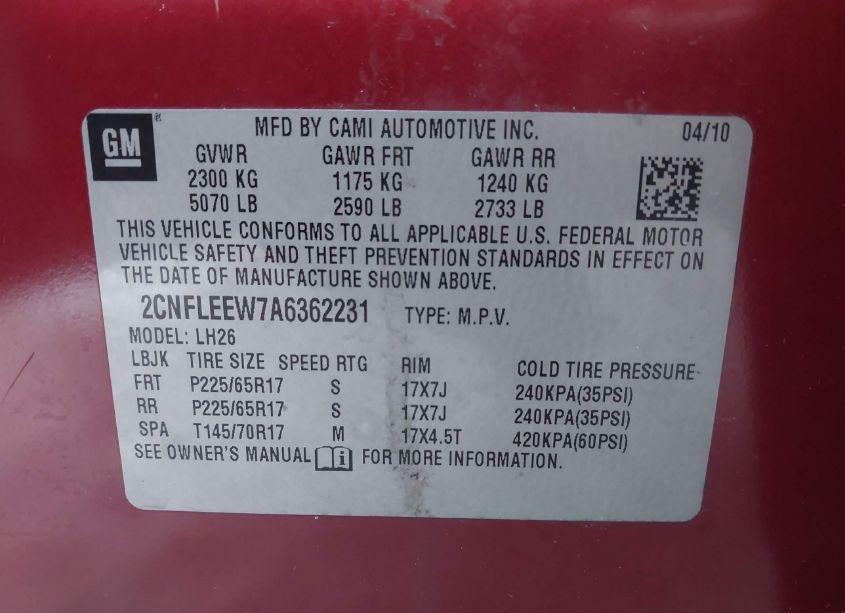 GM ®
MFD BY CAMI AUTOMOTIVE INC. 04/10
GVWR GAWR FRT GAWR RR
2300 KG 1175 KG 1240 KG
5070 LB 2590 LB 2733 LB
THIS VEHICLE CONFORMS TO ALL APPLICABLE U.S. FEDERAL MOTOR
VEHICLE SAFETY AND THEFT PREVENTION STANDARDS IN EFFECT ON
THE DATE OF MANUFACTURE SHOWN ABOVE.
2CNFLEEW7A6362231 TYPE: M.P.V.
MODEL: LH26
LBJK TIRE SIZE SPEED RTG RIM COLD TIRE PRESSURE
FRT P225/65R17 S 17X7J 240KPA(35PSI)
RR P225/65R17 S 17X7J 240KPA(35PSI)
SPA T145/70R17 M 17X4.5T 420KPA(60PSI)
SEE OWNER'S MANUAL i FOR MORE INFORMATION.